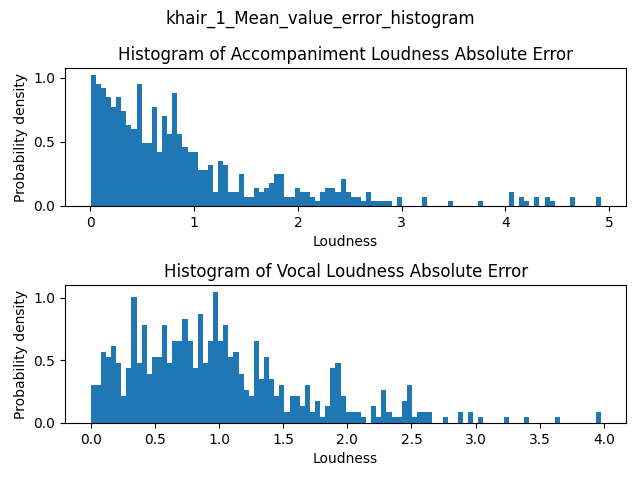 khair_1_Mean_value_error_histogram
Histogram of Accompaniment Loudness Absolute Error
Probability density
1.0
0.5
0.0
0 1 2 3 4 5
Loudness
Histogram of Vocal Loudness Absolute Error
Probability density
1.0
0.5
0.0
0.0 0.5 1.0 1.5 2.0 2.5 3.0 3.5 4.0
Loudness